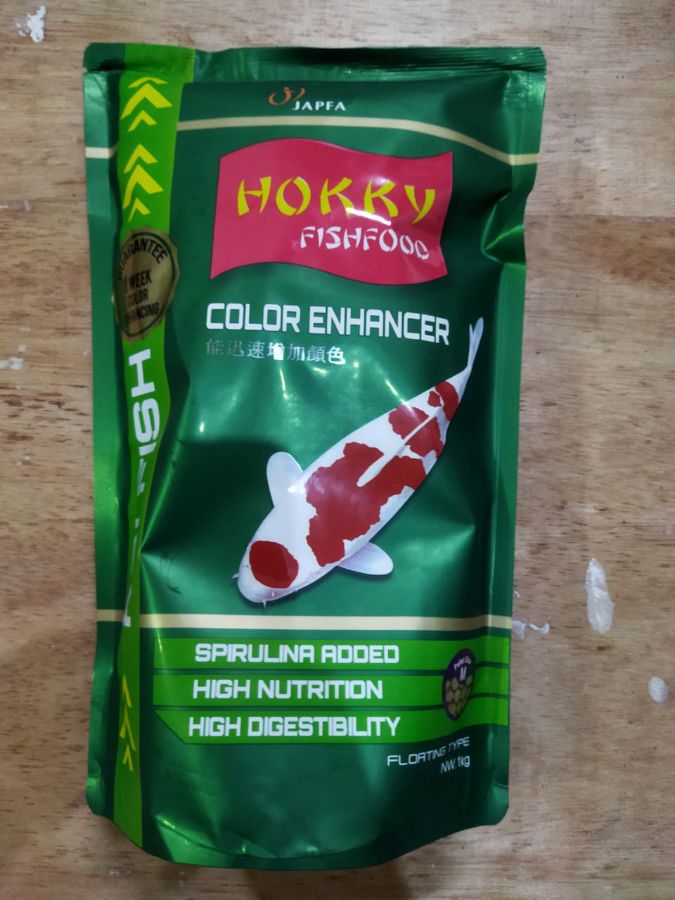 JAPFA
HOKKY
FISHFOOD
COLOR ENHANCER
能迅速增加顏色
GUARANTEE
WEEK
COLOR
ENHANCING
FISH
SPIRULINA ADDED
HIGH NUTRITION
HIGH DIGESTIBILITY
M
FLOATING TYPE
NW. 1kg